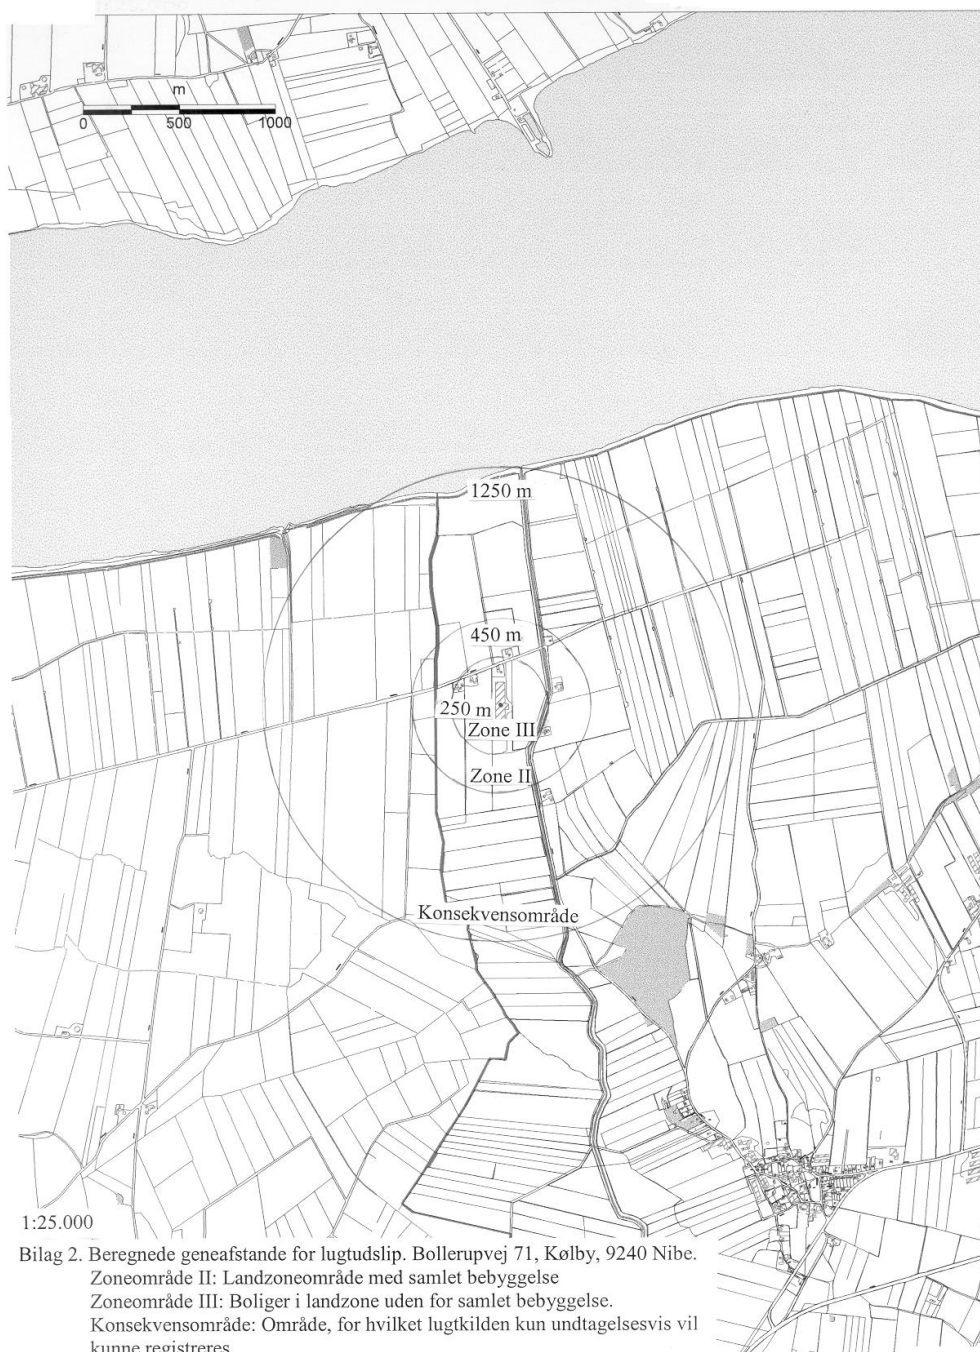 m
0 500 1000
1250 m
450 m
250 m
Zone III
Zone II
Konsekvensområde
1:25.000
Bilag 2. Beregnede geneafstande for lugtudslip. Bollerupvej 71, Kølby, 9240 Nibe.
Zoneområde II: Landzoneområde med samlet bebyggelse
Zoneområde III: Boliger i landzone uden for samlet bebyggelse.
Konsekvensområde: Område, for hvilket lugtkilden kun undtagelsesvis vil
kunne registreres